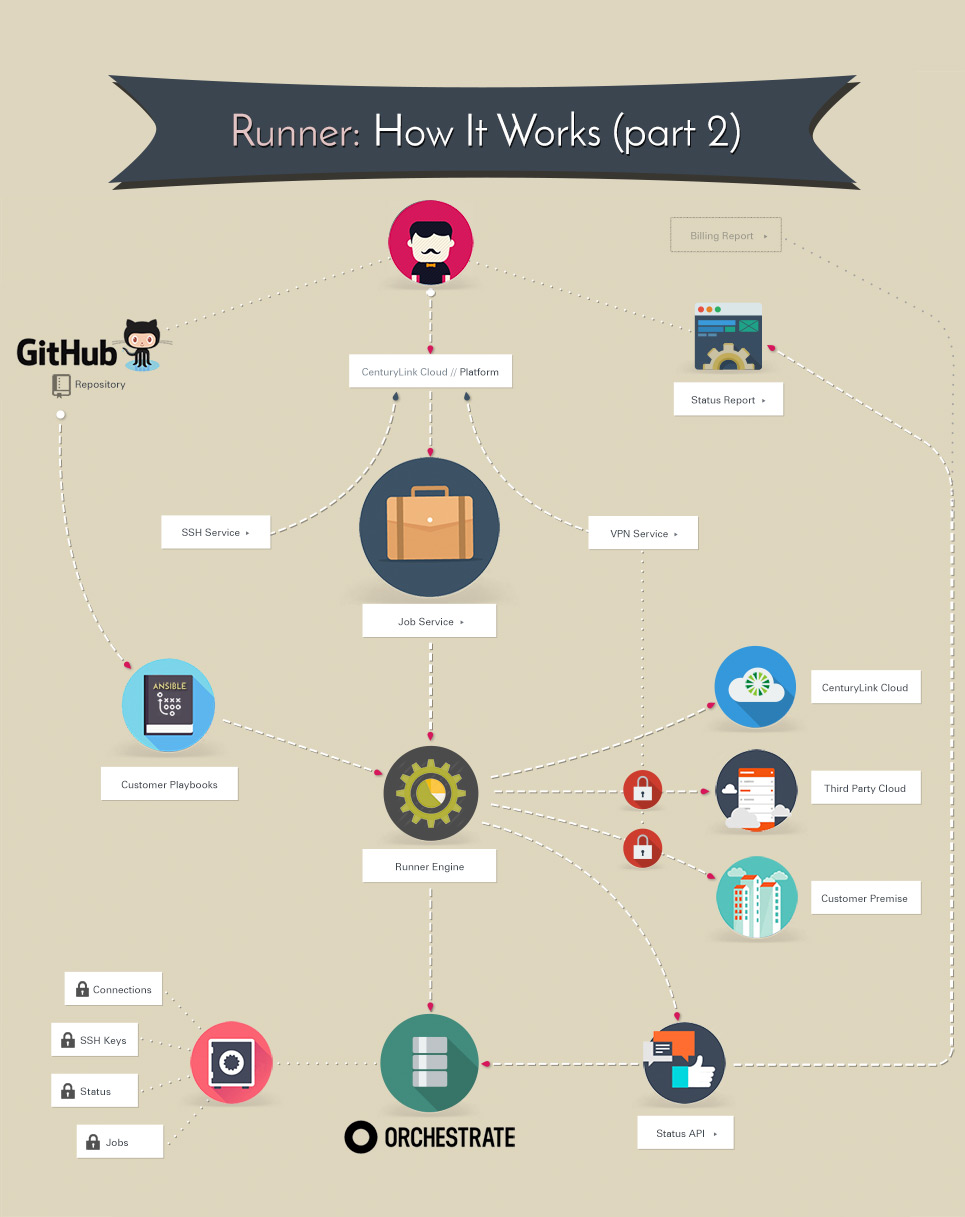 Runner: How It Works (part 2)
Billing Report
GitHub
Repository
CenturyLink Cloud // Platform
Status Report
SSH Service
VPN Service
Job Service
ANSIBLE
CenturyLink Cloud
Customer Playbooks
Third Party Cloud
Runner Engine
Customer Premise
Connections
SSH Keys
Status
Jobs
ORCHESTRATE
Status API